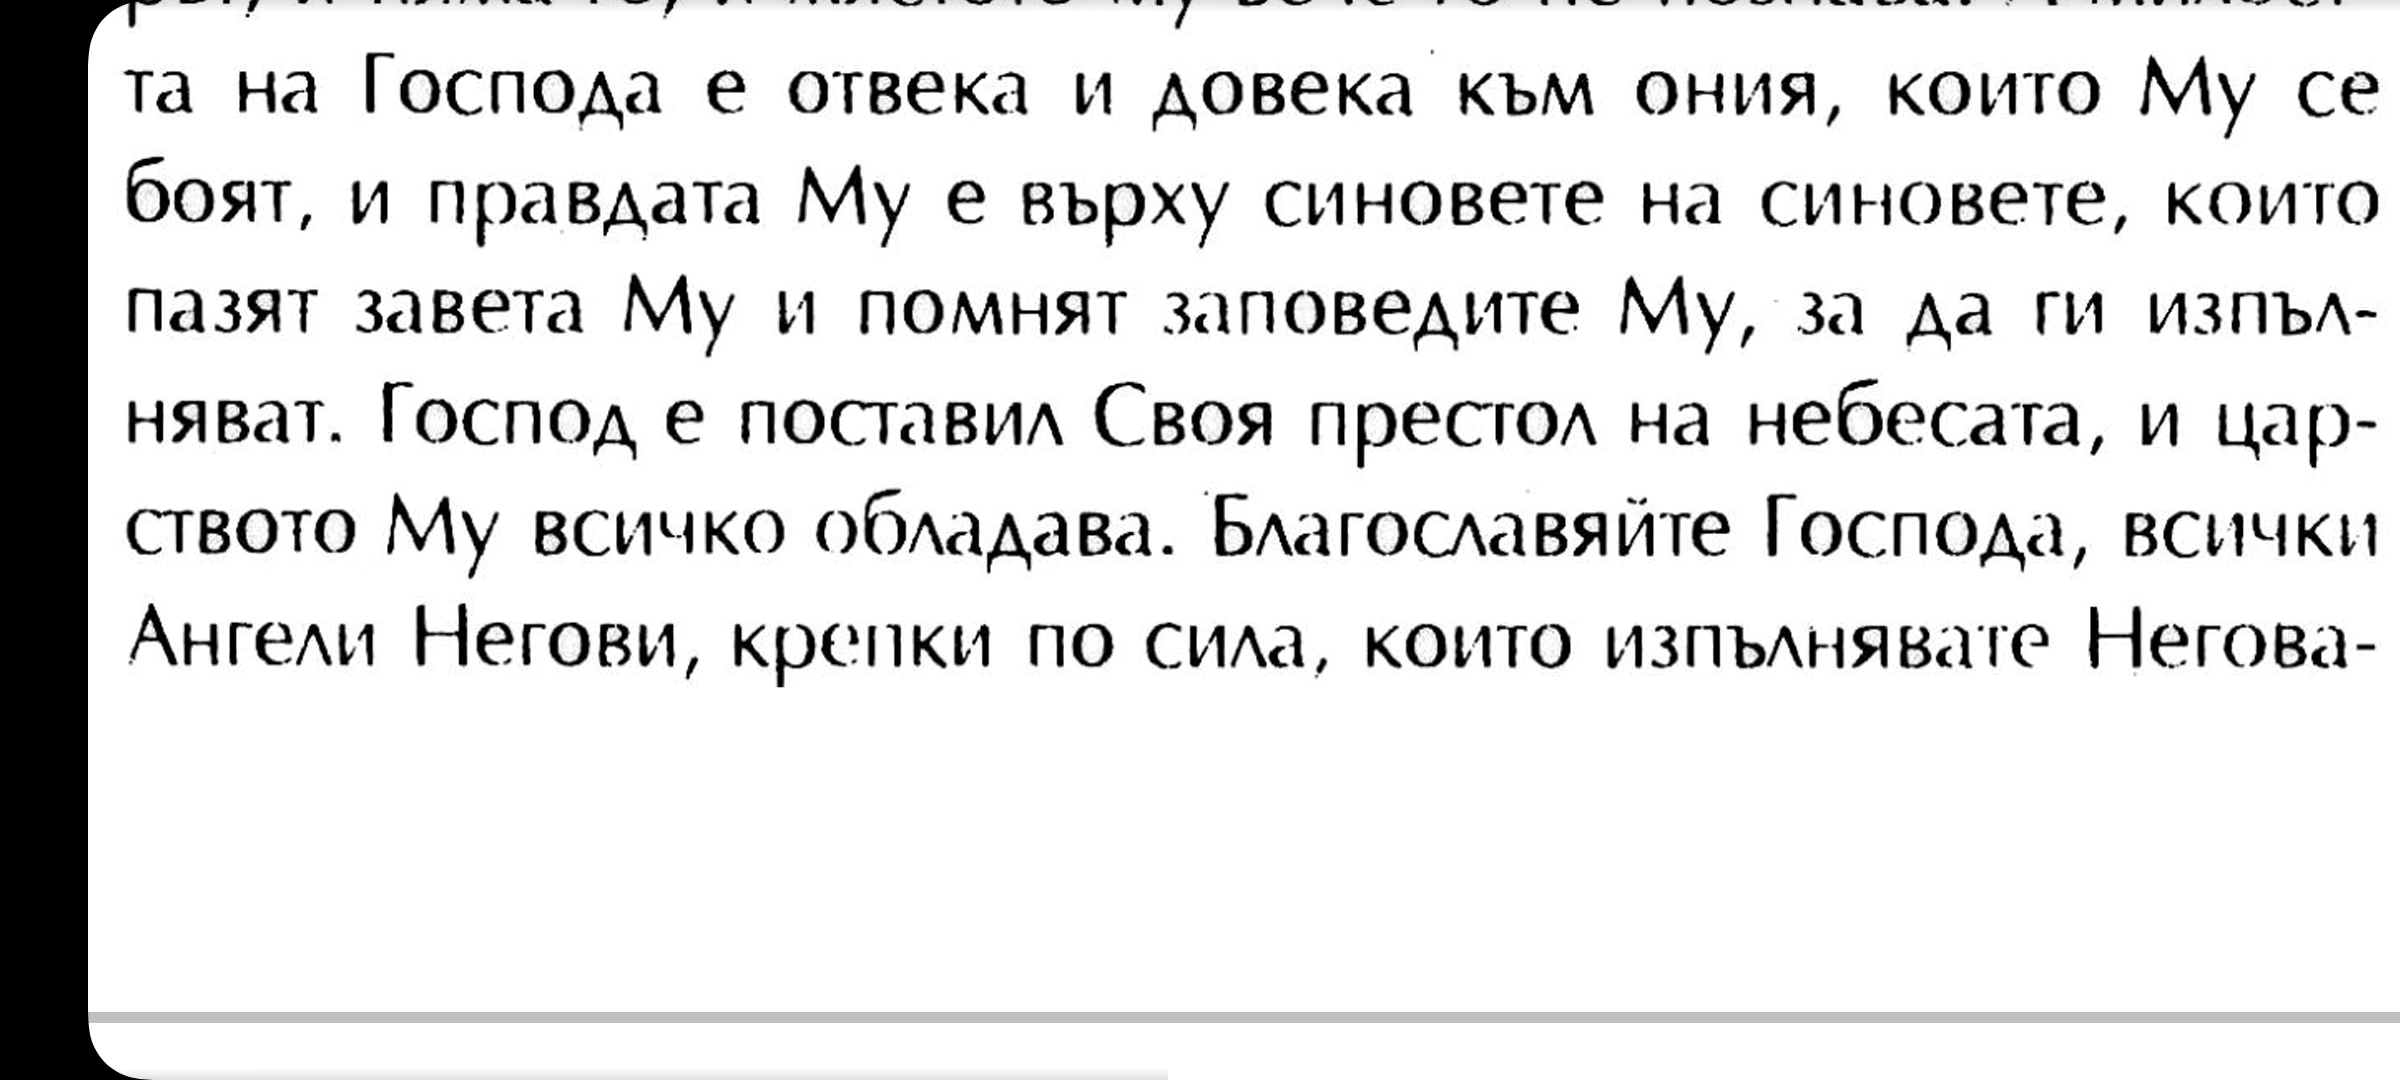 та на Господа е отвека и довека към ония, които Му се
боят, и правдата Му е върху синовете на синовете, които
пазят завета Му и помнят заповедите Му, за да ги изпъл-
няват. Господ е поставил Своя престол на небесата, и цар-
ството Му всичко обладава. Благославяйте Господа, всички
Ангели Негови, крепки по сила, които изпълнявате Негова-